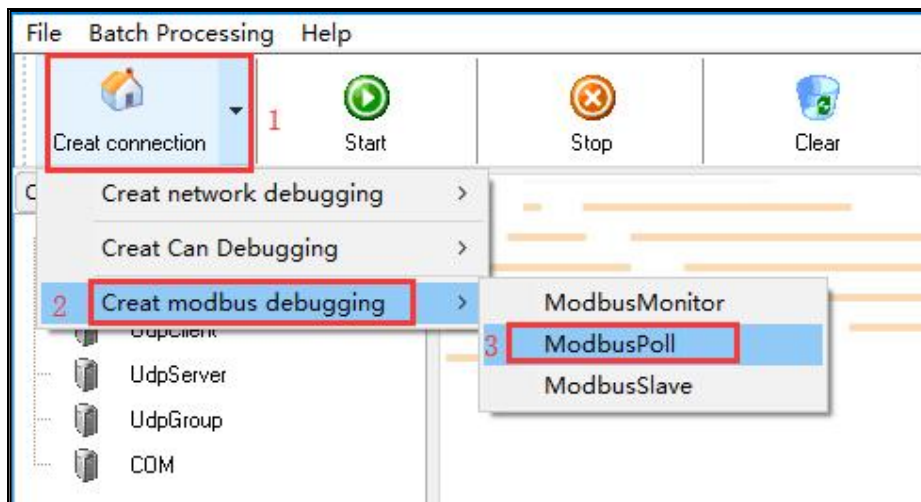 File Batch Processing Help
Creat connection 1 Start Stop Clear
Creat network debugging >
Creat Can Debugging >
2 Creat modbus debugging > ModbusMonitor
UdpClient 3 ModbusPoll
UdpServer ModbusSlave
UdpGroup
COM